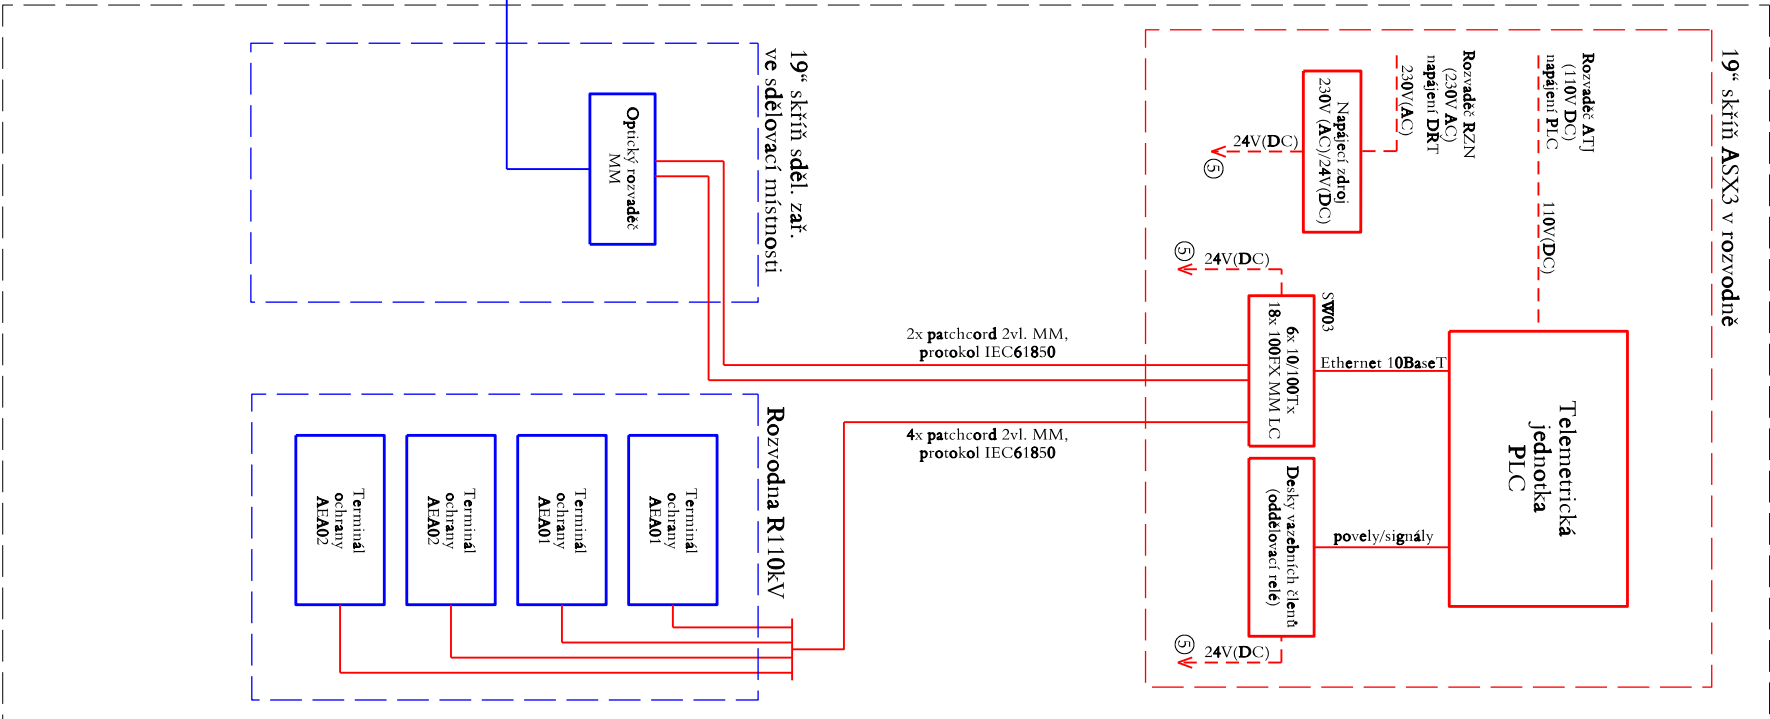 19“ skříň sděl. zař.
ve sdělovací místnosti
Optický rozvaděč
MM
2x patchcord 2vl. MM,
protokol IEC61850
4x patchcord 2vl. MM,
protokol IEC61850
Rozvodna R110kV
Terminál
ochrany
AEA02
Terminál
ochrany
AEA02
Terminál
ochrany
AEA01
Terminál
ochrany
AEA01
19“ skříň ASX3 v rozvodně
Rozvaděč ATJ
(110V DC)
napájení PLC
110V(DC)
Rozvaděč RZN
(230V AC)
napájení DŘT
230V(AC)
Napájecí zdroj
230V (AC)/24V(DC)
24V(DC)
5
5
24V(DC)
SW03
6x 10/100Tx
18x 100FX MM LC
Ethernet 10BaseT
Telemetrická
jednotka
PLC
Desky vazebních členů
(oddělovací relé)
povely/signály
5
24V(DC)